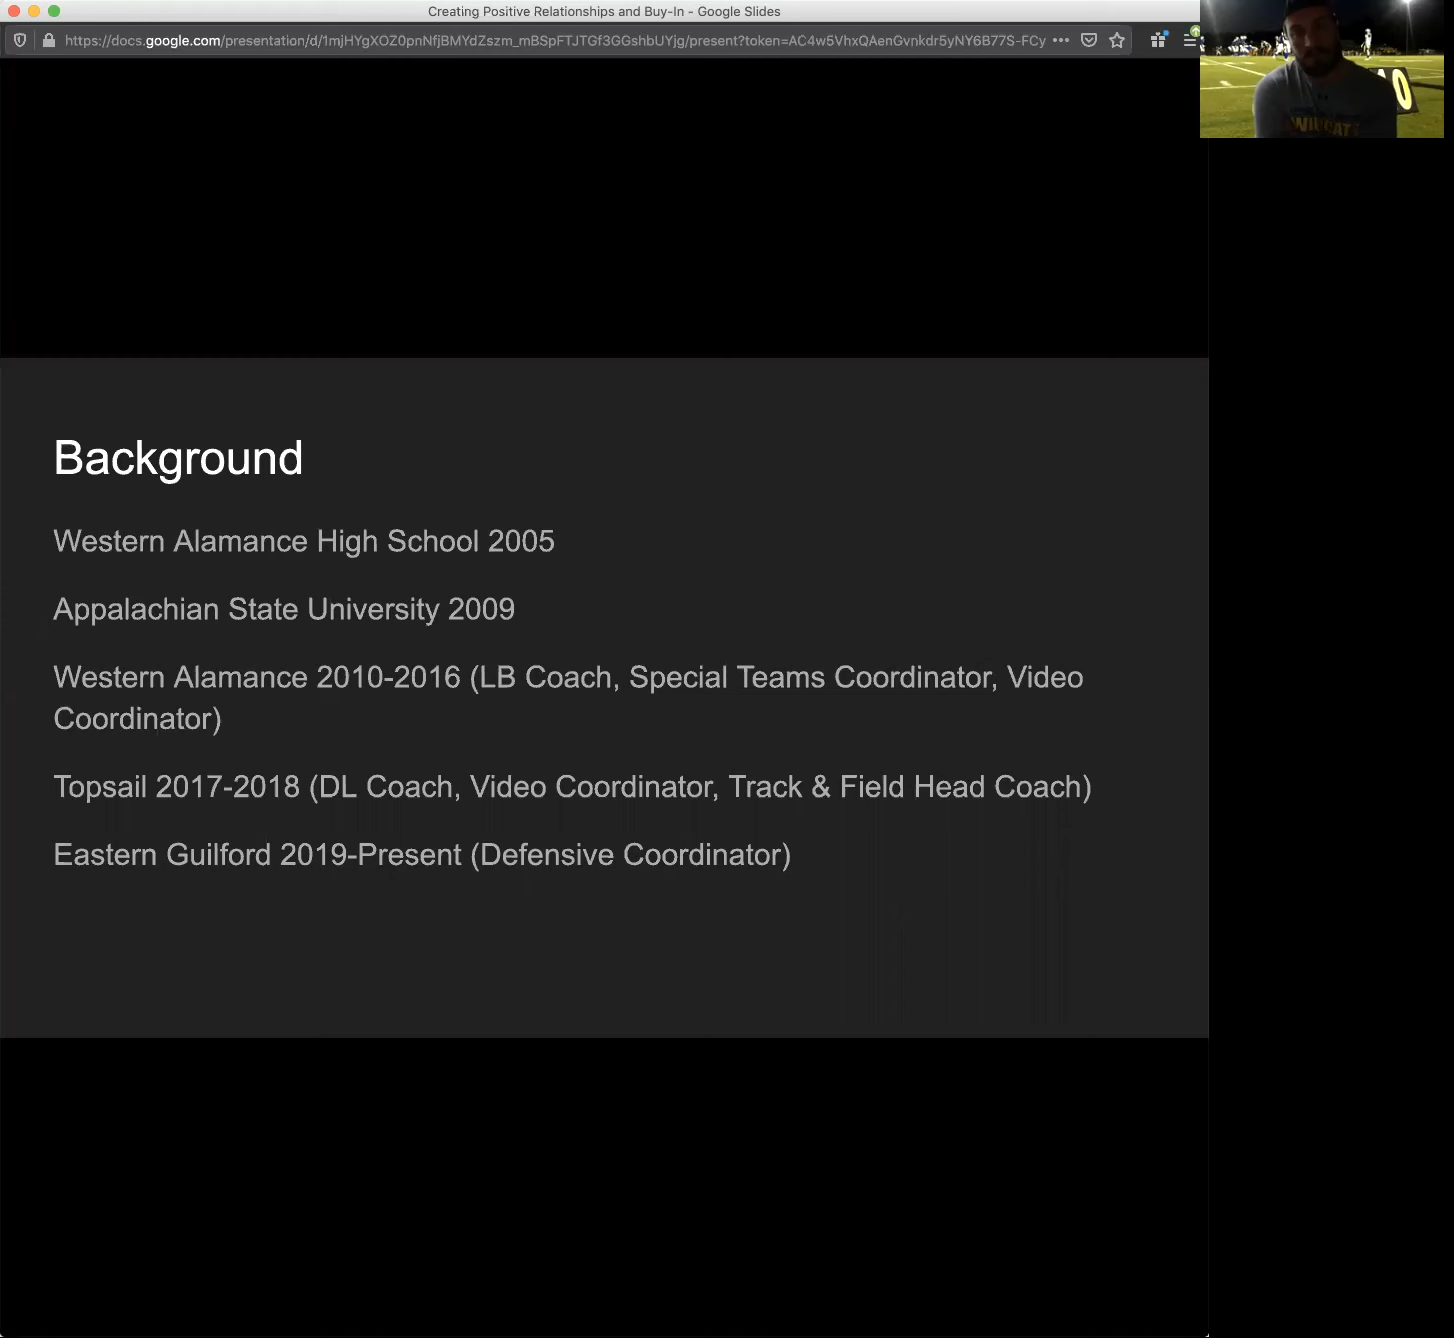 Creating Positive Relationships and Buy-In - Google Slides
https://docs.google.com/presentation/d/1mjHYgXOZ0pnNfjBMYdZszm_mBSpFTJTGf3GGshbUYjg/present?token=AC4w5VhxQAenGvnkdr5yNY6B77S-FCy
Background
Western Alamance High School 2005
Appalachian State University 2009
Western Alamance 2010-2016 (LB Coach, Special Teams Coordinator, Video
Coordinator)
Topsail 2017-2018 (DL Coach, Video Coordinator, Track & Field Head Coach)
Eastern Guilford 2019-Present (Defensive Coordinator)